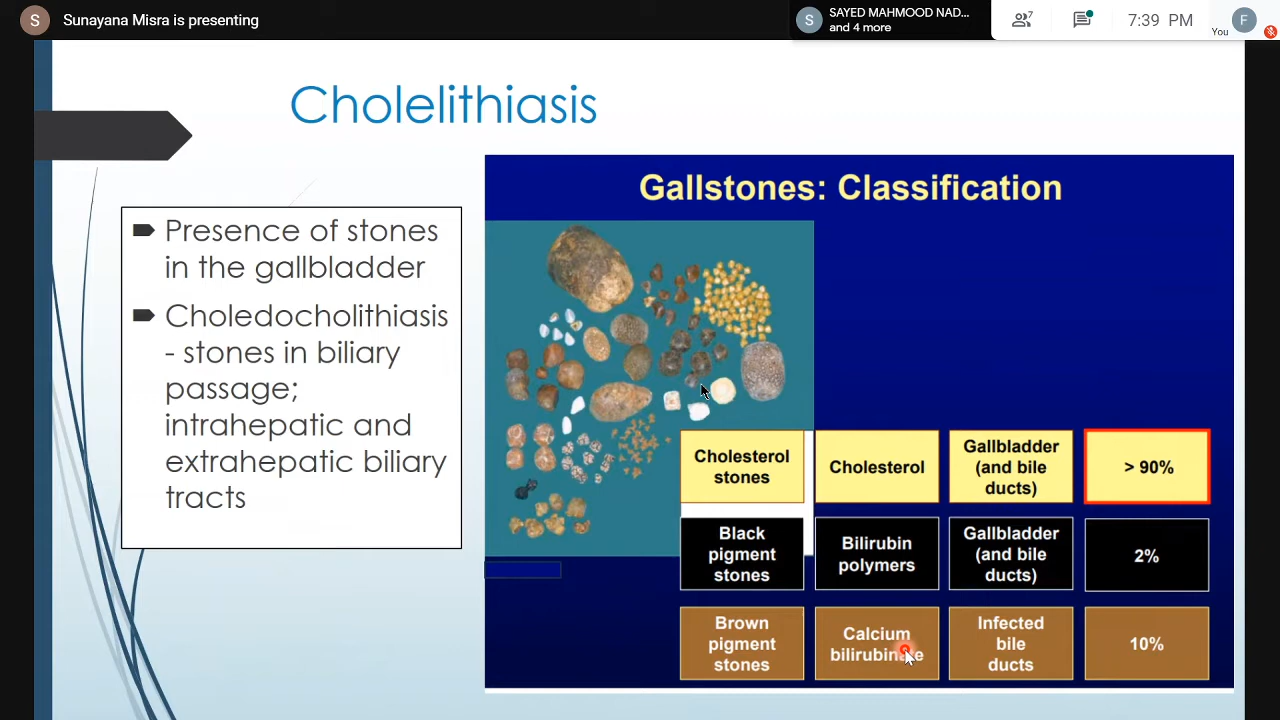 S
Sunayana Misra is presenting
S
SAYED MAHMOOD NAD...
and 4 more
7
7:39 PM
You
F
Cholelithiasis
Presence of stones
in the gallbladder
Choledocholithiasis
- stones in biliary
passage;
intrahepatic and
extrahepatic biliary
tracts
Gallstones: Classification
Cholesterol
stones
Cholesterol
Gallbladder
(and bile
ducts)
> 90%
Black
pigment
stones
Bilirubin
polymers
Gallbladder
(and bile
ducts)
2%
Brown
pigment
stones
Calcium
bilirubinate
Infected
bile
ducts
10%